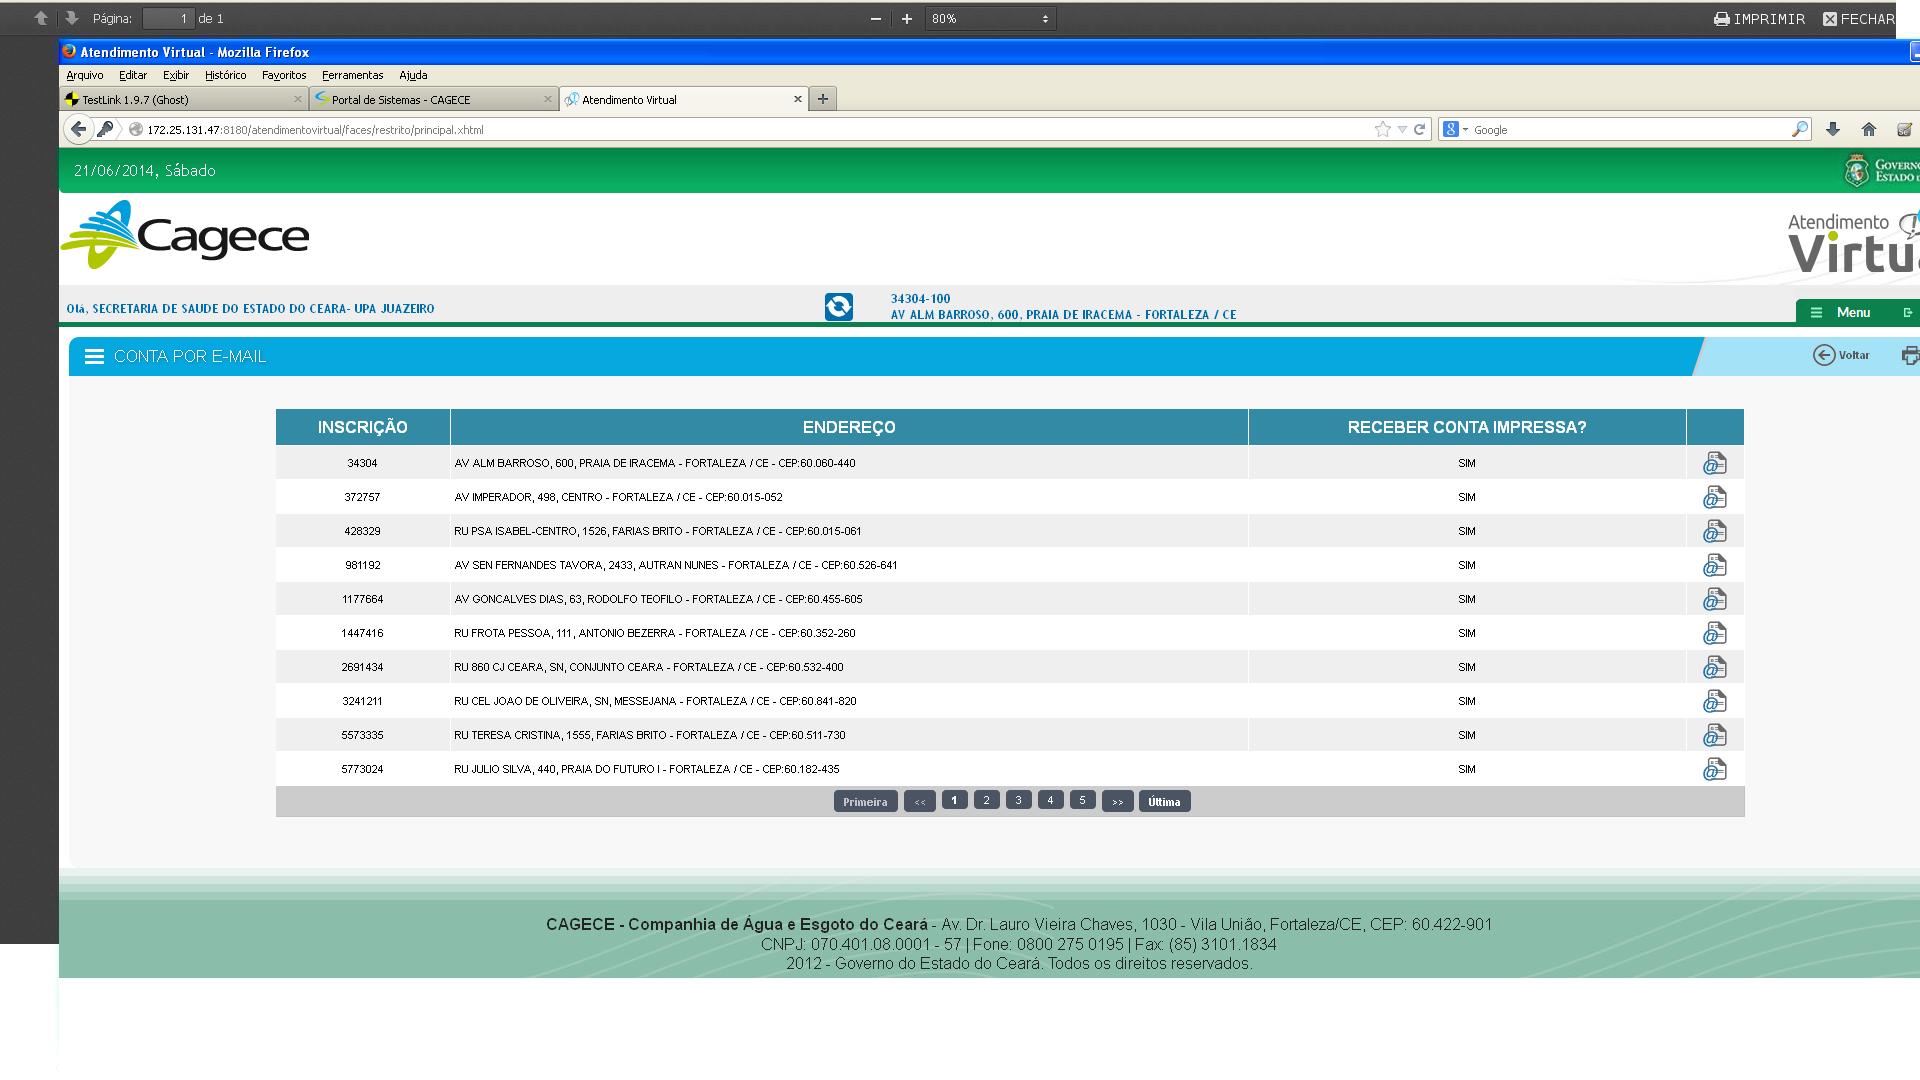 Página: 1 de 1 80% IMPRIMIR FECHAR
Atendimento Virtual - Mozilla Firefox
Arquivo Editar Exibir Histórico Favoritos Ferramentas Ajuda
TestLink 1.9.7 (Ghost) Portal de Sistemas - CAGECE Atendimento Virtual
172.25.131.47:8180/atendimentovirtual/faces/restrito/principal.xhtml Google
21/06/2014, Sábado
GOVERNO
ESTADO
Cagece
Atendimento
Virtu
Olá, SECRETARIA DE SAUDE DO ESTADO DO CEARA- UPA JUAZEIRO
34304-100
AV ALM BARROSO, 600, PRAIA DE IRACEMA - FORTALEZA / CE
Menu
CONTA POR E-MAIL Voltar
INSCRIÇÃO ENDEREÇO RECEBER CONTA IMPRESSA?
34304 AV ALM BARROSO, 600, PRAIA DE IRACEMA - FORTALEZA / CE - CEP:60.060-440 SIM
372757 AV IMPERADOR, 498, CENTRO - FORTALEZA / CE - CEP:60.015-052 SIM
428329 RU PSA ISABEL-CENTRO, 1526, FARIAS BRITO - FORTALEZA / CE - CEP:60.015-061 SIM
981192 AV SEN FERNANDES TAVORA, 2433, AUTRAN NUNES - FORTALEZA / CE - CEP:60.526-641 SIM
1177664 AV GONCALVES DIAS, 63, RODOLFO TEOFILO - FORTALEZA / CE - CEP:60.455-605 SIM
1447416 RU FROTA PESSOA, 111, ANTONIO BEZERRA - FORTALEZA / CE - CEP:60.352-260 SIM
2691434 RU 860 CJ CEARA, SN, CONJUNTO CEARA - FORTALEZA / CE - CEP:60.532-400 SIM
3241211 RU CEL JOAO DE OLIVEIRA, SN, MESSEJANA - FORTALEZA / CE - CEP:60.841-820 SIM
5573335 RU TERESA CRISTINA, 1555, FARIAS BRITO - FORTALEZA / CE - CEP:60.511-730 SIM
5773024 RU JULIO SILVA, 440, PRAIA DO FUTURO I - FORTALEZA / CE - CEP:60.182-435 SIM
Primeira << 1 2 3 4 5 >> Última
CAGECE - Companhia de Água e Esgoto do Ceará - Av. Dr. Lauro Vieira Chaves, 1030 - Vila União, Fortaleza/CE, CEP: 60.422-901
CNPJ: 070.401.08.0001 - 57 | Fone: 0800 275 0195 | Fax: (85) 3101.1834
2012 - Governo do Estado do Ceará. Todos os direitos reservados.